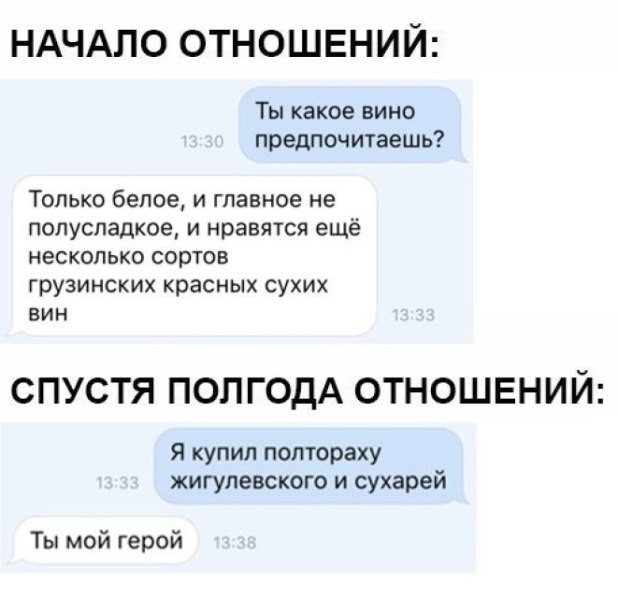 НАЧАЛО ОТНОШЕНИЙ:
Ты какое вино
предпочитаешь?
13:30
Только белое, и главное не
полусладкое, и нравятся ещё
несколько сортов
грузинских красных сухих
вин
13:33
СПУСТЯ ПОЛГОДА ОТНОШЕНИЙ:
Я купил полтораху
жигулевского и сухарей
13:33
Ты мой герой
13:38